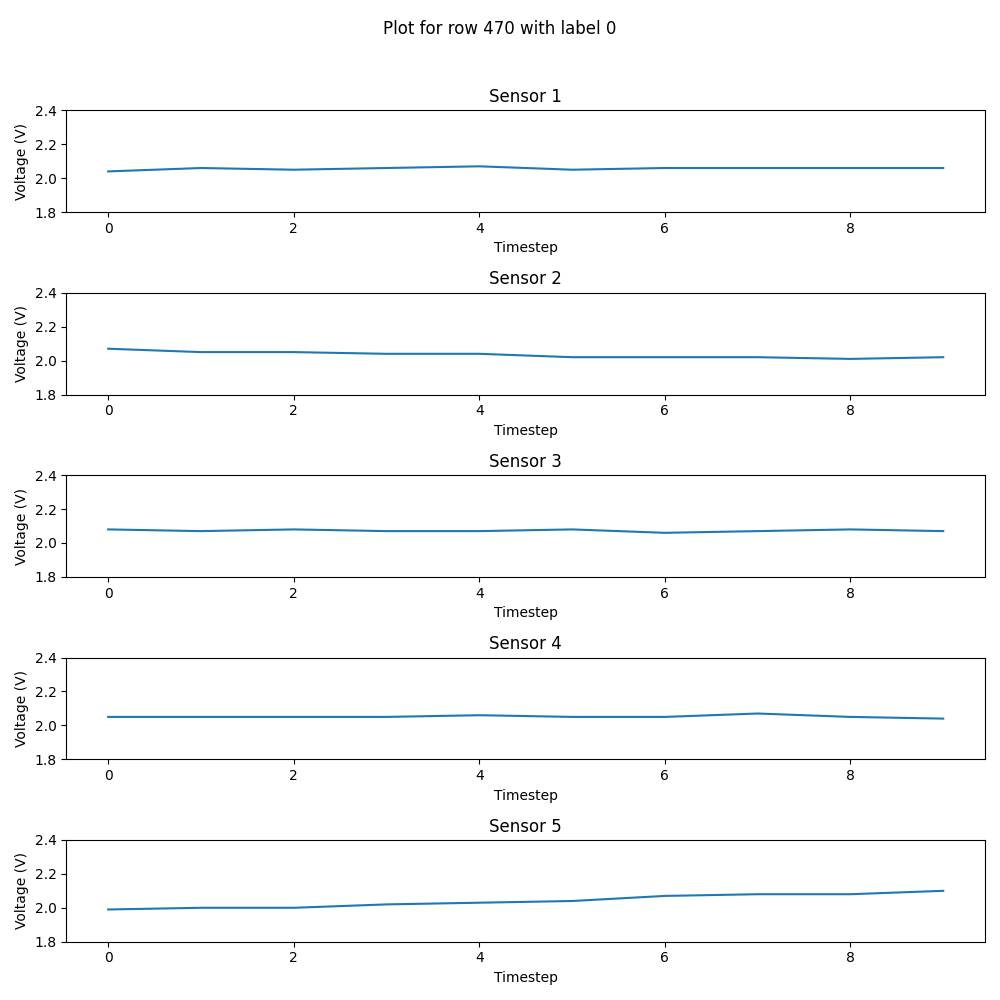 Plot for row 470 with label 0
Sensor 1
Voltage (V)
2.4
2.2
2.0
1.8
0 2 4 6 8
Timestep
Sensor 2
Voltage (V)
2.4
2.2
2.0
1.8
0 2 4 6 8
Timestep
Sensor 3
Voltage (V)
2.4
2.2
2.0
1.8
0 2 4 6 8
Timestep
Sensor 4
Voltage (V)
2.4
2.2
2.0
1.8
0 2 4 6 8
Timestep
Sensor 5
Voltage (V)
2.4
2.2
2.0
1.8
0 2 4 6 8
Timestep